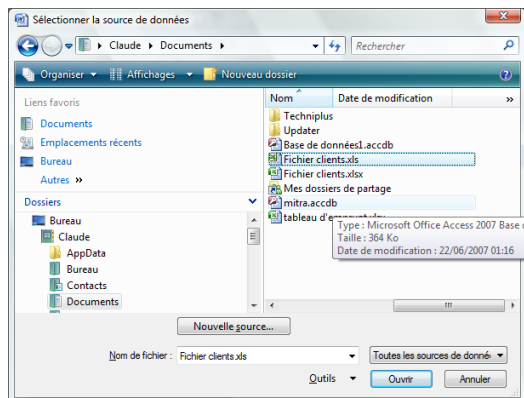 Sélectionner la source de données
Claude ▸ Documents ▸
Rechercher
Organiser Affichages Nouveau dossier
Liens favoris
Documents
Emplacements récents
Bureau
Autres »
Dossiers
Bureau
Claude
AppData
Bureau
Contacts
Documents
Nom Date de modification »
Techniplus
Updater
Base de données1.accdb
Fichier clients.xls
Fichier clients.xlsx
Mes dossiers de partage
mitra.accdb
tableau
Type : Microsoft Office Access 2007 Base
Taille : 364 Ko
Date de modification : 22/06/2007 01:16
Nouvelle source...
Nom de fichier : Fichier clients.xls
Toutes les sources de donné
Outils Ouvrir Annuler